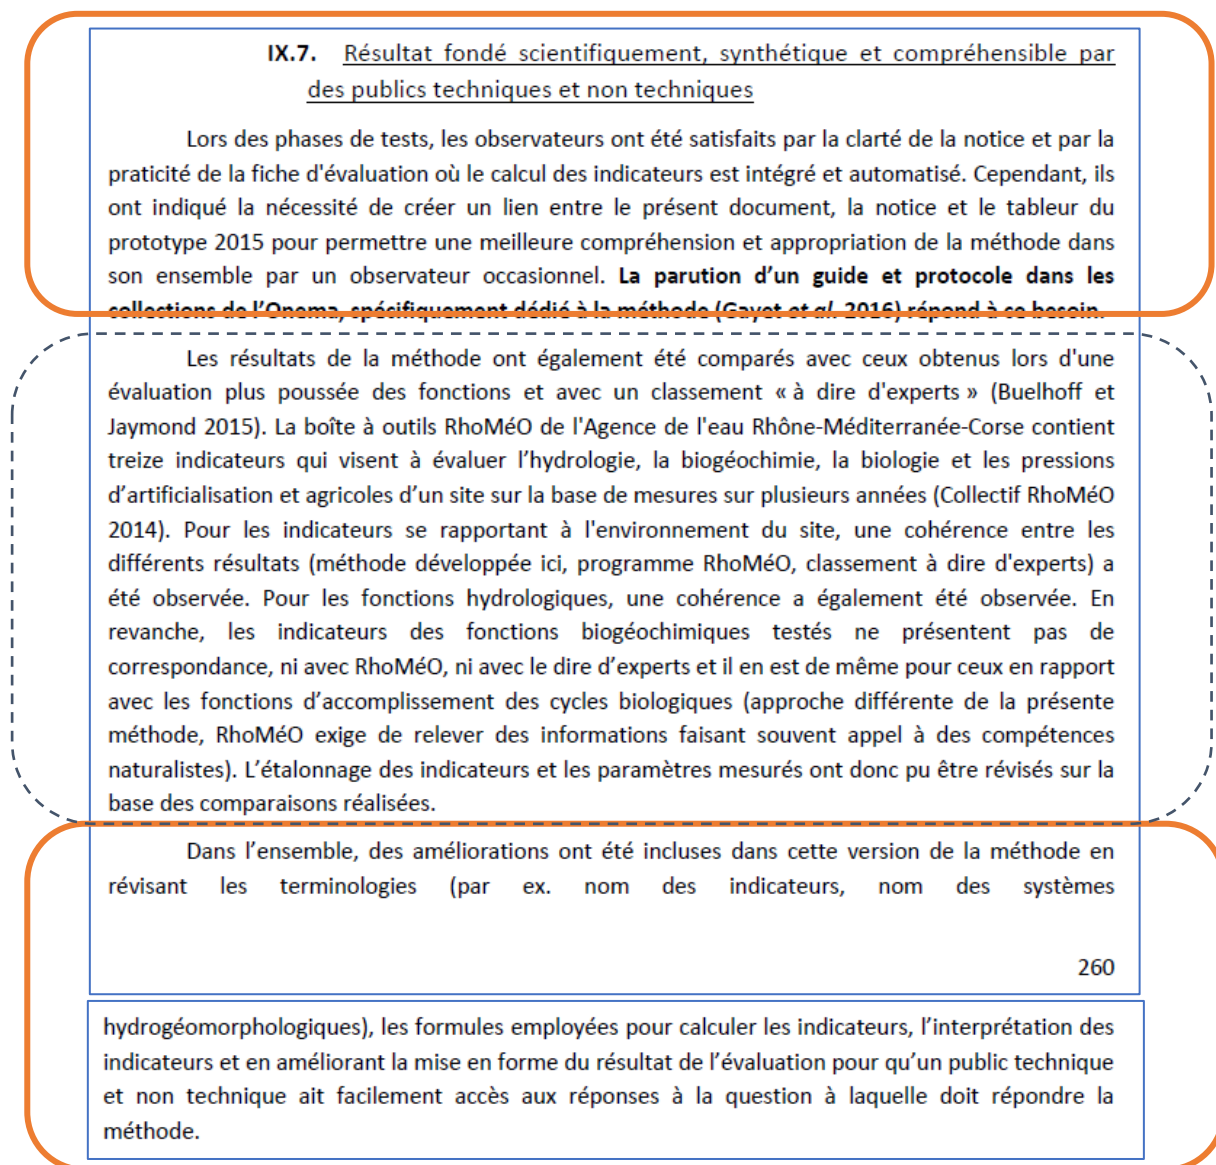 IX.7. Résultat fondé scientifiquement, synthétique et compréhensible par
des publics techniques et non techniques
Lors des phases de tests, les observateurs ont été satisfaits par la clarté de la notice et par la
praticité de la fiche d'évaluation où le calcul des indicateurs est intégré et automatisé. Cependant, ils
ont indiqué la nécessité de créer un lien entre le présent document, la notice et le tableur du
prototype 2015 pour permettre une meilleure compréhension et appropriation de la méthode dans
son ensemble par un observateur occasionnel. La parution d'un guide et protocole dans les
collections de l'Onema, spécifiquement dédié à la méthode (Gayet et al. 2016) répond à ce besoin.
Les résultats de la méthode ont également été comparés avec ceux obtenus lors d'une
évaluation plus poussée des fonctions et avec un classement « à dire d'experts » (Buelhoff et
Jaymond 2015). La boîte à outils RhoMéO de l'Agence de l'eau Rhône-Méditerranée-Corse contient
treize indicateurs qui visent à évaluer l'hydrologie, la biogéochimie, la biologie et les pressions
d'artificialisation et agricoles d'un site sur la base de mesures sur plusieurs années (Collectif RhoMéO
2014). Pour les indicateurs se rapportant à l'environnement du site, une cohérence entre les
différents résultats (méthode développée ici, programme RhoMéO, classement à dire d'experts) a
été observée. Pour les fonctions hydrologiques, une cohérence a également été observée. En
revanche, les indicateurs des fonctions biogéochimiques testés ne présentent pas de
correspondance, ni avec RhoMéO, ni avec le dire d'experts et il en est de même pour ceux en rapport
avec les fonctions d'accomplissement des cycles biologiques (approche différente de la présente
méthode, RhoMéO exige de relever des informations faisant souvent appel à des compétences
naturalistes). L'étalonnage des indicateurs et les paramètres mesurés ont donc pu être révisés sur la
base des comparaisons réalisées.
Dans l'ensemble, des améliorations ont été incluses dans cette version de la méthode en
révisant les terminologies (par ex. nom des indicateurs, nom des systèmes
260
hydrogéomorphologiques), les formules employées pour calculer les indicateurs, l'interprétation des
indicateurs et en améliorant la mise en forme du résultat de l'évaluation pour qu'un public technique
et non technique ait facilement accès aux réponses à la question à laquelle doit répondre la
méthode.